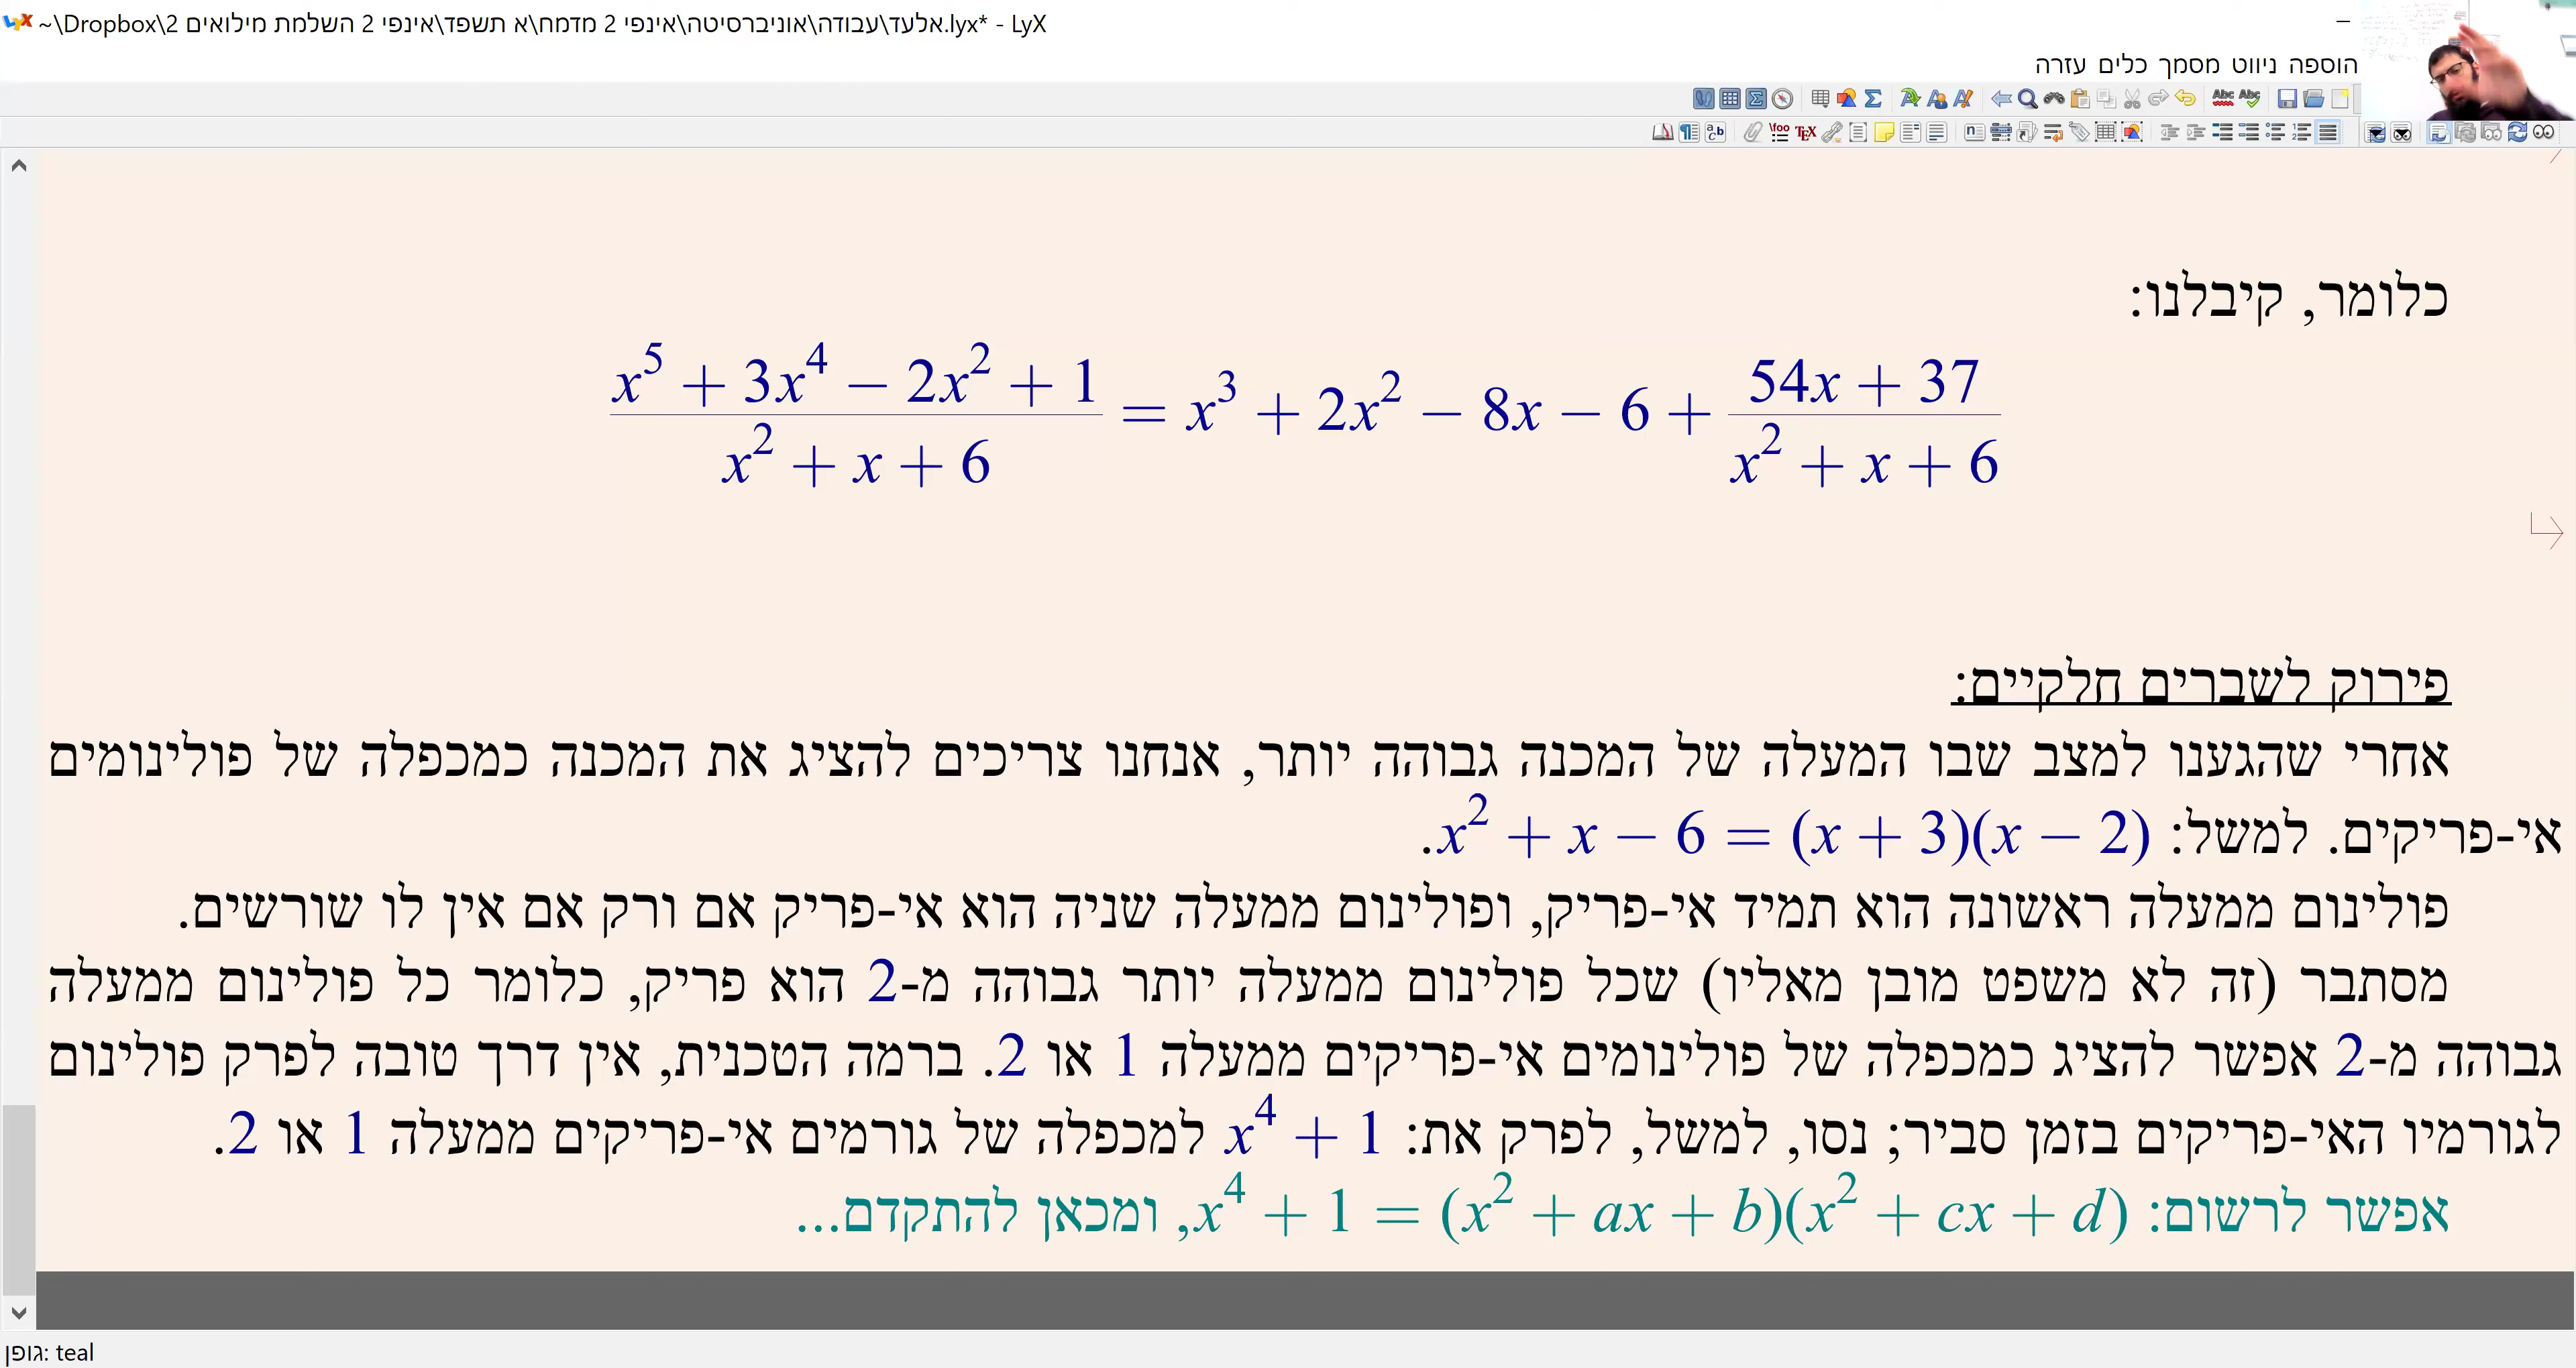 ~\Dropbox\2 אלעד\עבודה\אוניברסיטה\אינפי 2 מדמח\א תשפד\אינפי 2 השלמת מילואים.lyx* - LyX
הוספה ניווט מסמך כלים עזרה
כלומר, קיבלנו:
\frac{x^5 + 3x^4 − 2x^2 + 1}{x^2 + x + 6} = x^3 + 2x^2 − 8x − 6 + \frac{54x + 37}{x^2 + x + 6}
פירוק לשברים חלקיים:
אחרי שהגענו למצב שבו המעלה של המכנה גבוהה יותר, אנחנו צריכים להציג את המכנה כמכפלה של פולינומים
אי-פריקים. למשל: x^2 + x − 6 = (x + 3)(x − 2).
פולינום ממעלה ראשונה הוא תמיד אי-פריק, ופולינום ממעלה שניה הוא אי-פריק אם ורק אם אין לו שורשים.
מסתבר (זה לא משפט מובן מאליו) שכל פולינום ממעלה יותר גבוהה מ-2 הוא פריק, כלומר כל פולינום ממעלה
גבוהה מ-2 אפשר להציג כמכפלה של פולינומים אי-פריקים ממעלה 1 או 2. ברמה הטכנית, אין דרך טובה לפרק פולינום
לגורמיו האי-פריקים בזמן סביר; נסו, למשל, לפרק את: x^4 + 1 למכפלה של גורמים אי-פריקים ממעלה 1 או 2.
אפשר לרשום: x^4 + 1 = (x^2 + ax + b)(x^2 + cx + d), ומכאן להתקדם...
גופן: teal